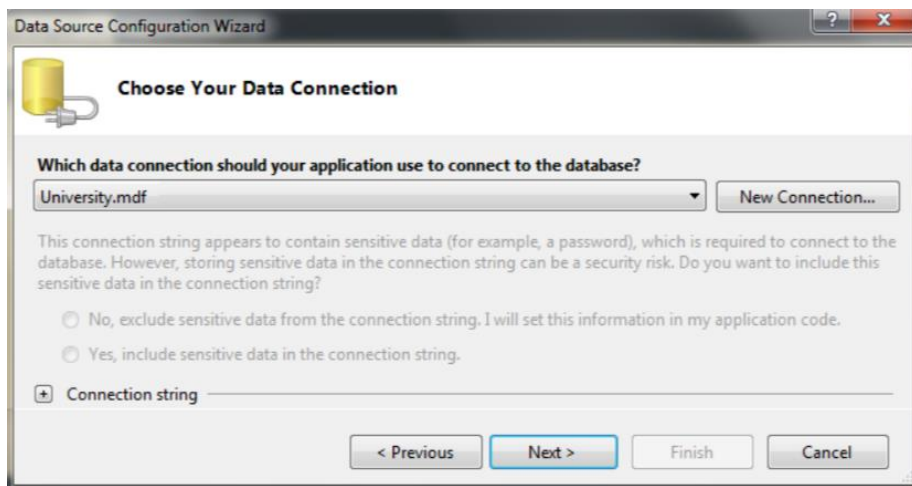 Data Source Configuration Wizard
?
Choose Your Data Connection
Which data connection should your application use to connect to the database?
University.mdf
New Connection...
This connection string appears to contain sensitive data (for example, a password), which is required to connect to the
database. However, storing sensitive data in the connection string can be a security risk. Do you want to include this
sensitive data in the connection string?
No, exclude sensitive data from the connection string. I will set this information in my application code.
Yes, include sensitive data in the connection string.
+ Connection string
< Previous Next > Finish Cancel